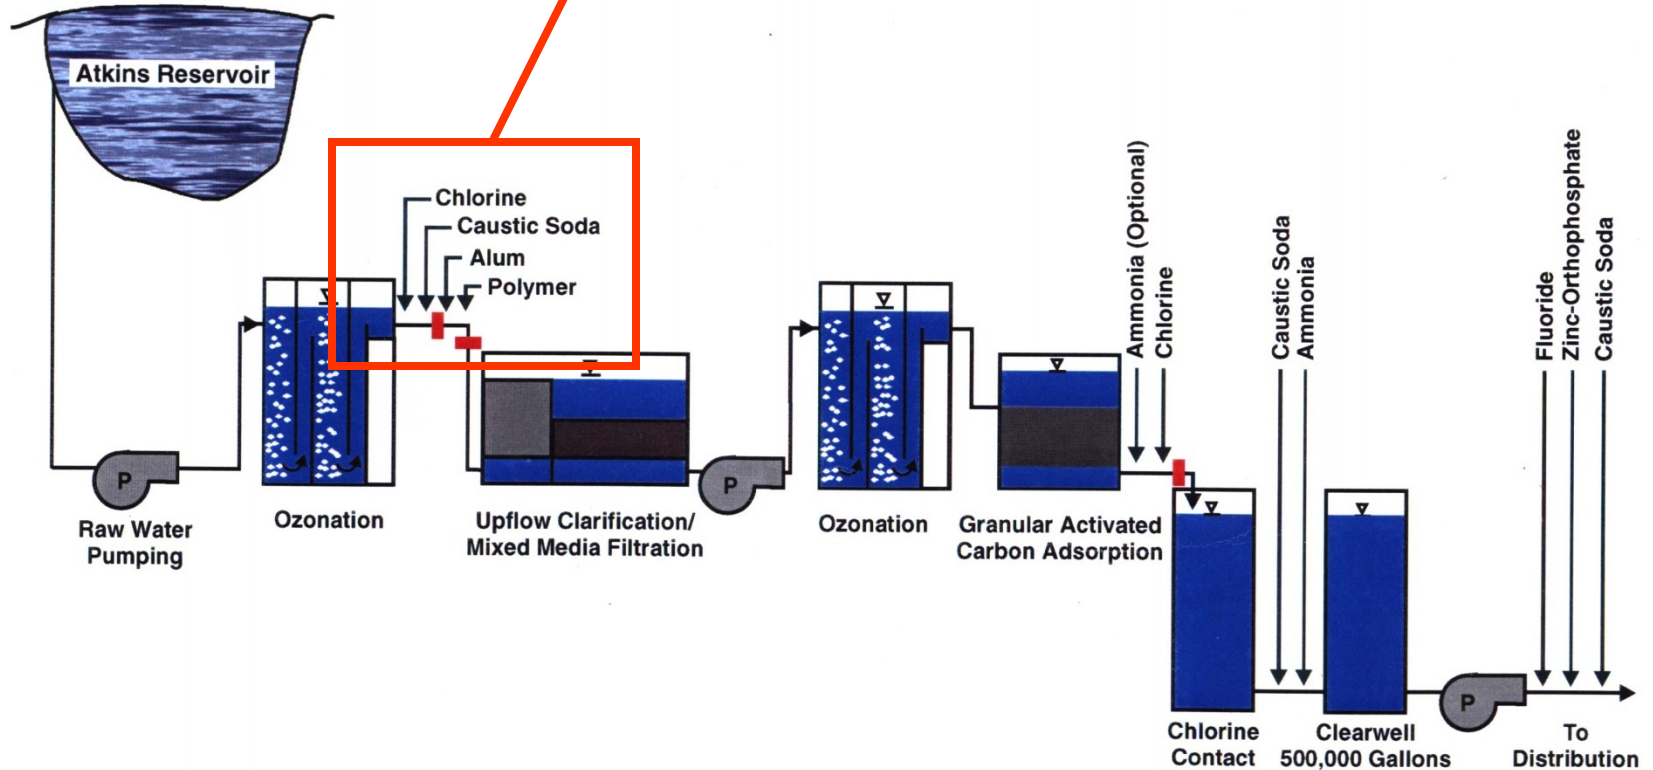 Atkins Reservoir
Chlorine
Caustic Soda
Alum
Polymer
P
Raw Water
Pumping
Ozonation
Upflow Clarification/
Mixed Media Filtration
P
Ozonation
Granular Activated
Carbon Adsorption
Ammonia (Optional)
Chlorine
Chlorine
Contact
Caustic Soda
Ammonia
Clearwell
500,000 Gallons
P
Fluoride
Zinc-Orthophosphate
Caustic Soda
To
Distribution